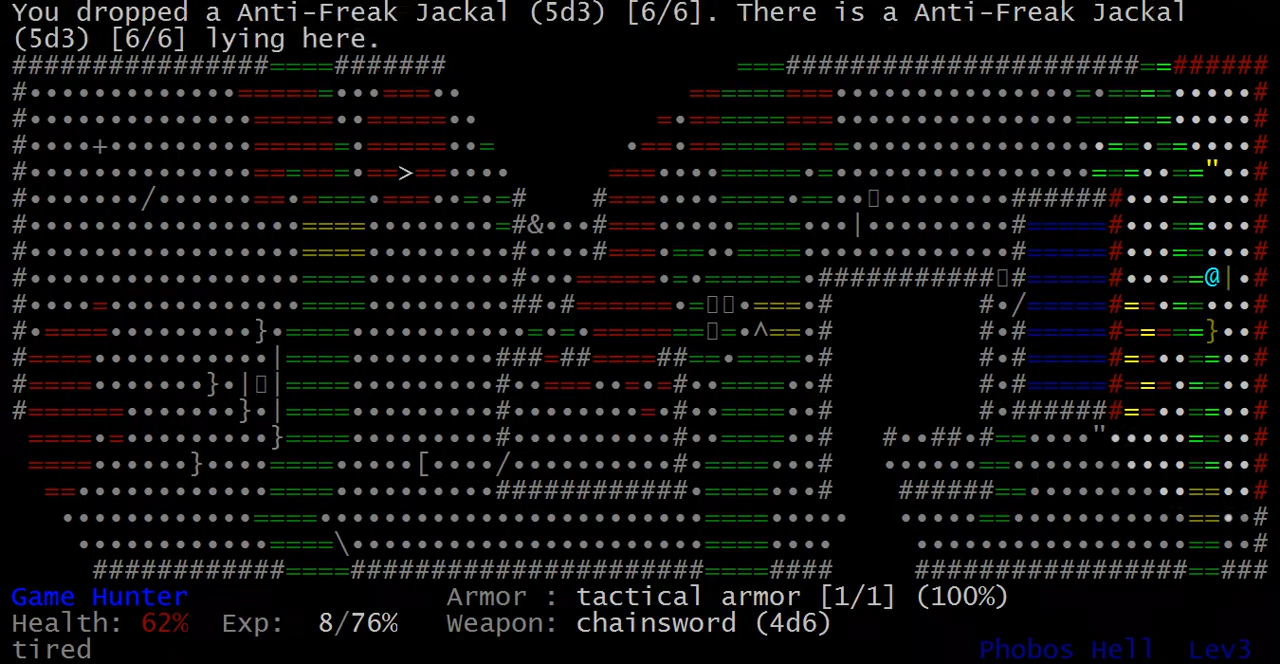 You dropped a Anti-Freak Jackal (5d3) [6/6]. There is a Anti-Freak Jackal
(5d3) [6/6] lying here.
Game Hunter
Armor : tactical armor [1/1] (100%)
Health: 62% Exp: 8/76% Weapon: chainsword (4d6)
tired
Phobos Hell Lev3